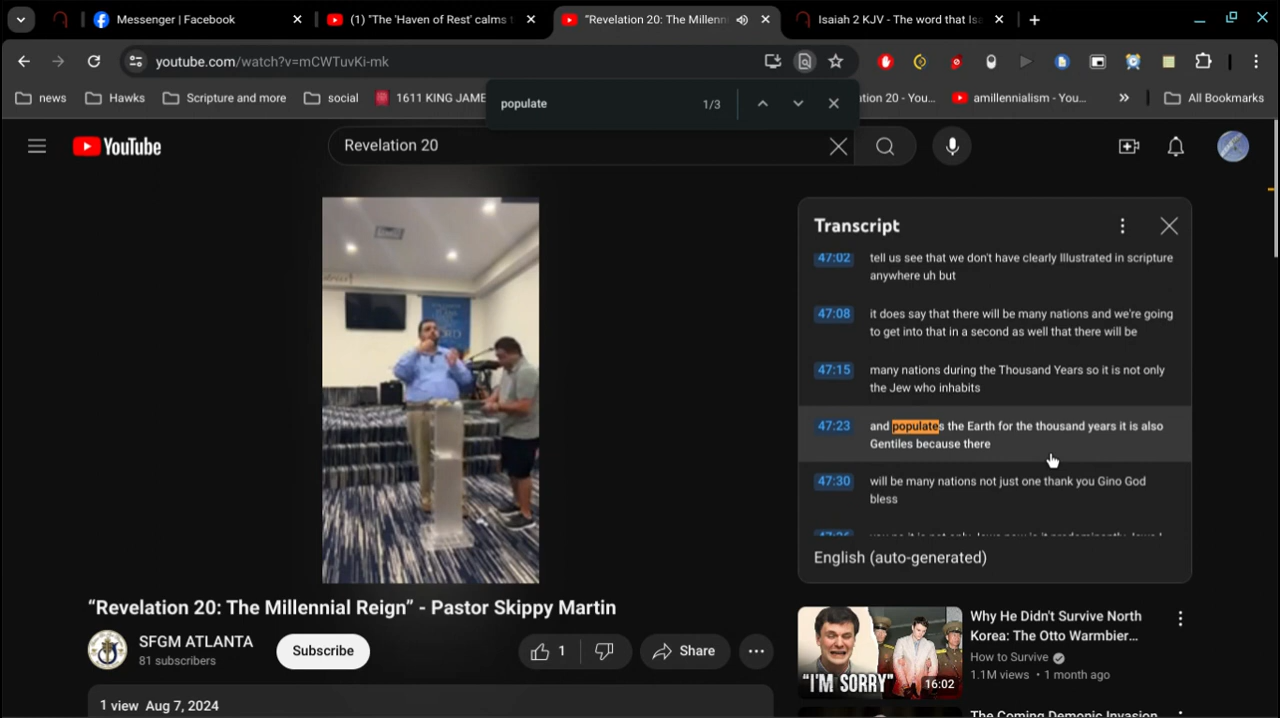 Messenger | Facebook
(1) "The 'Haven of Rest' calms
"Revelation 20: The Millenn
Isaiah 2 KJV - The word that Isa
youtube.com/watch?v=mCWTuvKi-mk
news
Hawks
Scripture and more
social
1611 KING JAME
populate
1/3
ation 20 - You...
amillennialism - You...
All Bookmarks
YouTube
Revelation 20
Transcript
47:02
tell us see that we don't have clearly Illustrated in scripture
anywhere uh but
47:08
it does say that there will be many nations and we're going
to get into that in a second as well that there will be
47:15
many nations during the Thousand Years so it is not only
the Jew who inhabits
47:23
and populates the Earth for the thousand years it is also
Gentiles because there
47:30
will be many nations not just one thank you Gino God
bless
English (auto-generated)
"Revelation 20: The Millennial Reign" - Pastor Skippy Martin
SFGM ATLANTA
81 subscribers
Subscribe
1
Share
1 view Aug 7, 2024
"I'M SORRY"
16:02
Why He Didn't Survive North
Korea: The Otto Warmbier...
How to Survive
1.1M views • 1 month ago
The Coming Demonic Invasion